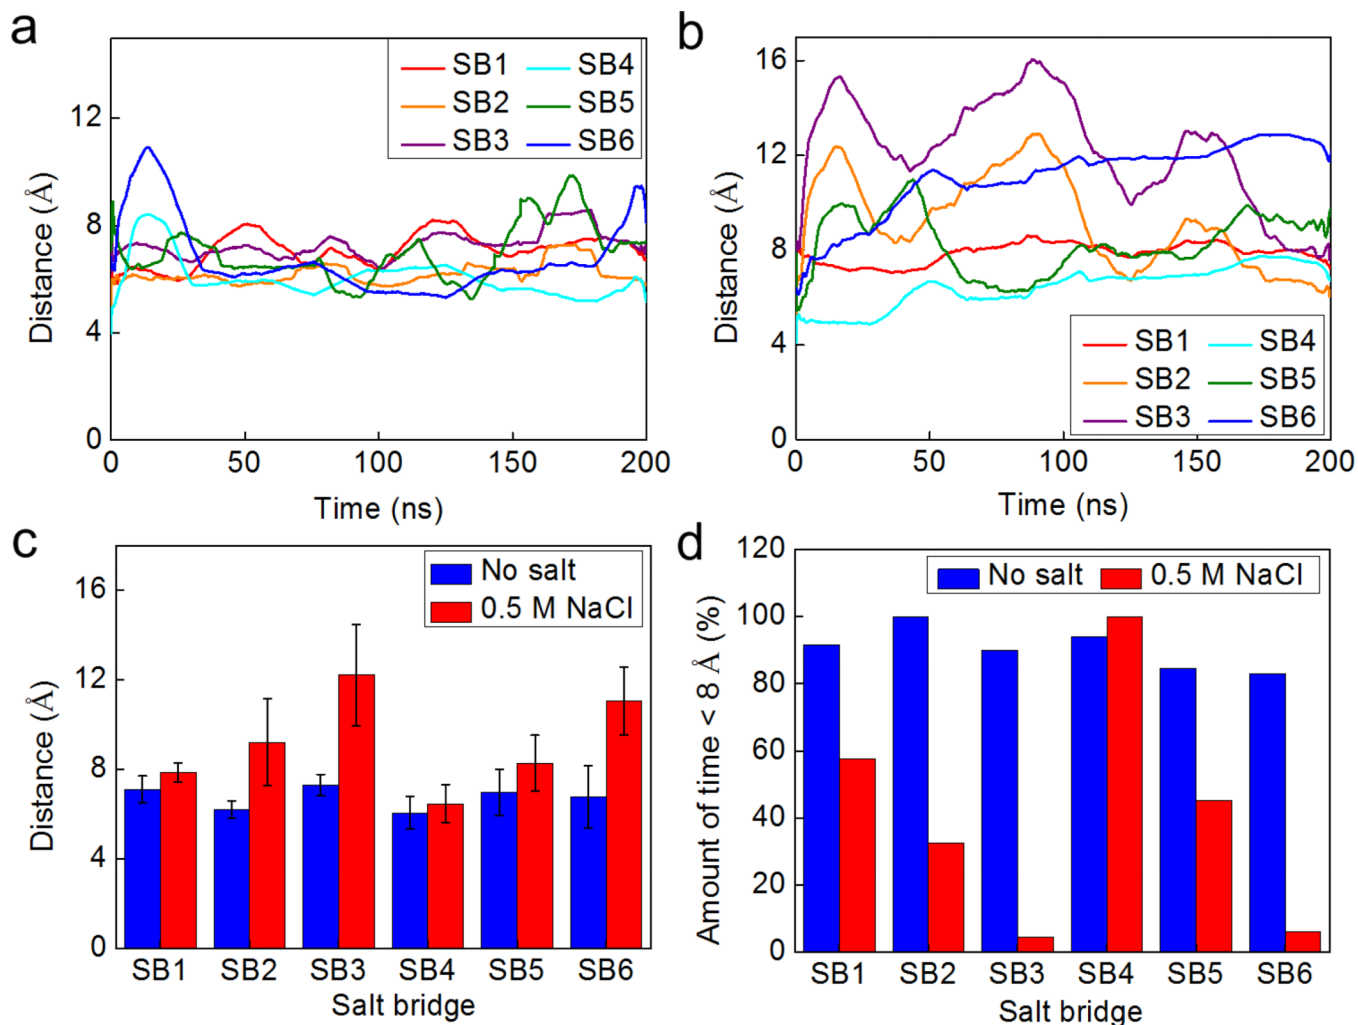 a
SB1 SB4
SB2 SB5
SB3 SB6
12
8
4
0
Distance (Å)
0 50 100 150 200
Time (ns)
b
16
12
8
4
0
Distance (Å)
SB1 SB4
SB2 SB5
SB3 SB6
0 50 100 150 200
Time (ns)
c
No salt
0.5 M NaCl
16
12
8
4
0
Distance (Å)
SB1 SB2 SB3 SB4 SB5 SB6
Salt bridge
d
No salt 0.5 M NaCl
120
100
80
60
40
20
0
Amount of time < 8 Å (%)
SB1 SB2 SB3 SB4 SB5 SB6
Salt bridge